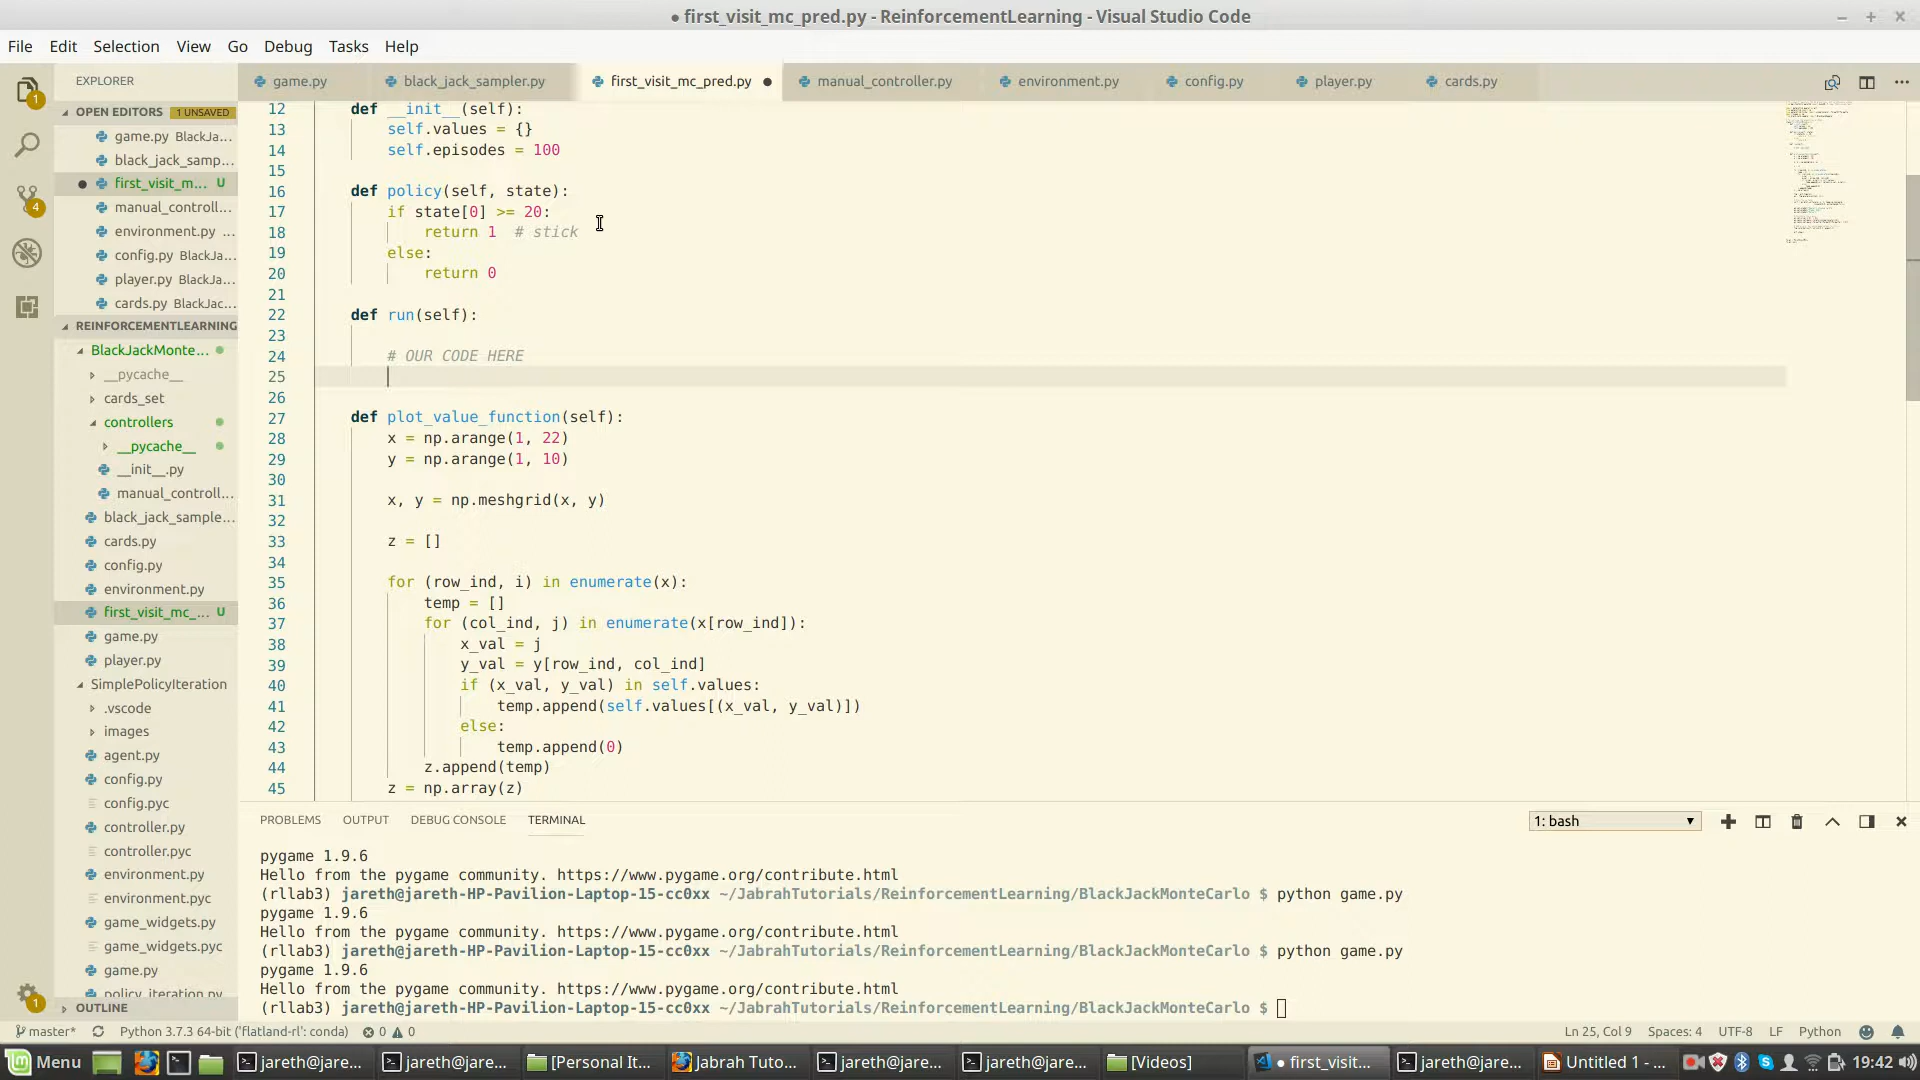 ● first_visit_mc_pred.py - ReinforcementLearning - Visual Studio Code
File Edit Selection View Go Debug Tasks Help
EXPLORER
game.py black_jack_sampler.py first_visit_mc_pred.py ● manual_controller.py environment.py config.py player.py cards.py
OPEN EDITORS 1 UNSAVED
game.py BlackJa...
black_jack_samp...
first_visit_m... U
manual_controll...
environment.py ...
config.py BlackJa...
player.py BlackJa...
cards.py BlackJac...
REINFORCEMENTLEARNING
BlackJackMonte...
__pycache__
cards_set
controllers
__pycache__
__init__.py
manual_controll...
black_jack_sample...
cards.py
config.py
environment.py
first_visit_mc_... U
game.py
player.py
SimplePolicyIteration
.vscode
images
agent.py
config.py
config.pyc
controller.py
controller.pyc
environment.py
environment.pyc
game_widgets.py
game_widgets.pyc
game.py
policy_iteration.py
OUTLINE
12 def __init__(self):
13 self.values = {}
14 self.episodes = 100
15
16 def policy(self, state):
17 if state[0] >= 20:
18 return 1 # stick
19 else:
20 return 0
21
22 def run(self):
23
24 # OUR CODE HERE
25
26
27 def plot_value_function(self):
28 x = np.arange(1, 22)
29 y = np.arange(1, 10)
30
31 x, y = np.meshgrid(x, y)
32
33 z = []
34
35 for (row_ind, i) in enumerate(x):
36 temp = []
37 for (col_ind, j) in enumerate(x[row_ind]):
38 x_val = j
39 y_val = y[row_ind, col_ind]
40 if (x_val, y_val) in self.values:
41 temp.append(self.values[(x_val, y_val)])
42 else:
43 temp.append(0)
44 z.append(temp)
45 z = np.array(z)
PROBLEMS OUTPUT DEBUG CONSOLE TERMINAL 1: bash
pygame 1.9.6
Hello from the pygame community. https://www.pygame.org/contribute.html
(rllab3) jareth@jareth-HP-Pavilion-Laptop-15-cc0xx ~/JabrahTutorials/ReinforcementLearning/BlackJackMonteCarlo $ python game.py
pygame 1.9.6
Hello from the pygame community. https://www.pygame.org/contribute.html
(rllab3) jareth@jareth-HP-Pavilion-Laptop-15-cc0xx ~/JabrahTutorials/ReinforcementLearning/BlackJackMonteCarlo $ python game.py
pygame 1.9.6
Hello from the pygame community. https://www.pygame.org/contribute.html
(rllab3) jareth@jareth-HP-Pavilion-Laptop-15-cc0xx ~/JabrahTutorials/ReinforcementLearning/BlackJackMonteCarlo $
master* Python 3.7.3 64-bit ('flatland-rl': conda) 0 0 Ln 25, Col 9 Spaces: 4 UTF-8 LF Python
Menu jareth@jare... jareth@jare... [Personal It... Jabrah Tuto... jareth@jare... jareth@jare... [Videos] ● first_visit... jareth@jare... Untitled 1 - ... 19:42